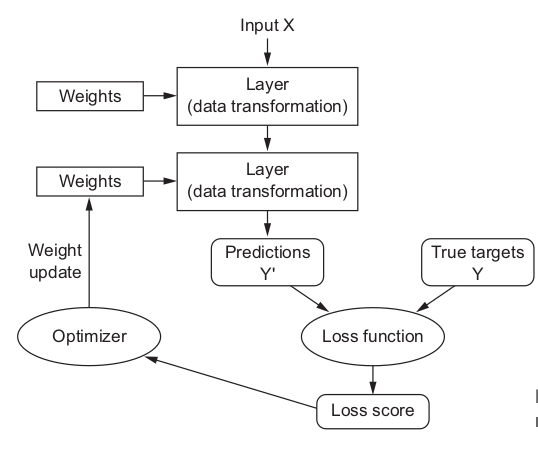 Input X
Layer
(data transformation)
Weights
Layer
(data transformation)
Weights
Predictions
Y'
True targets
Y
Weight
update
Optimizer
Loss function
Loss score